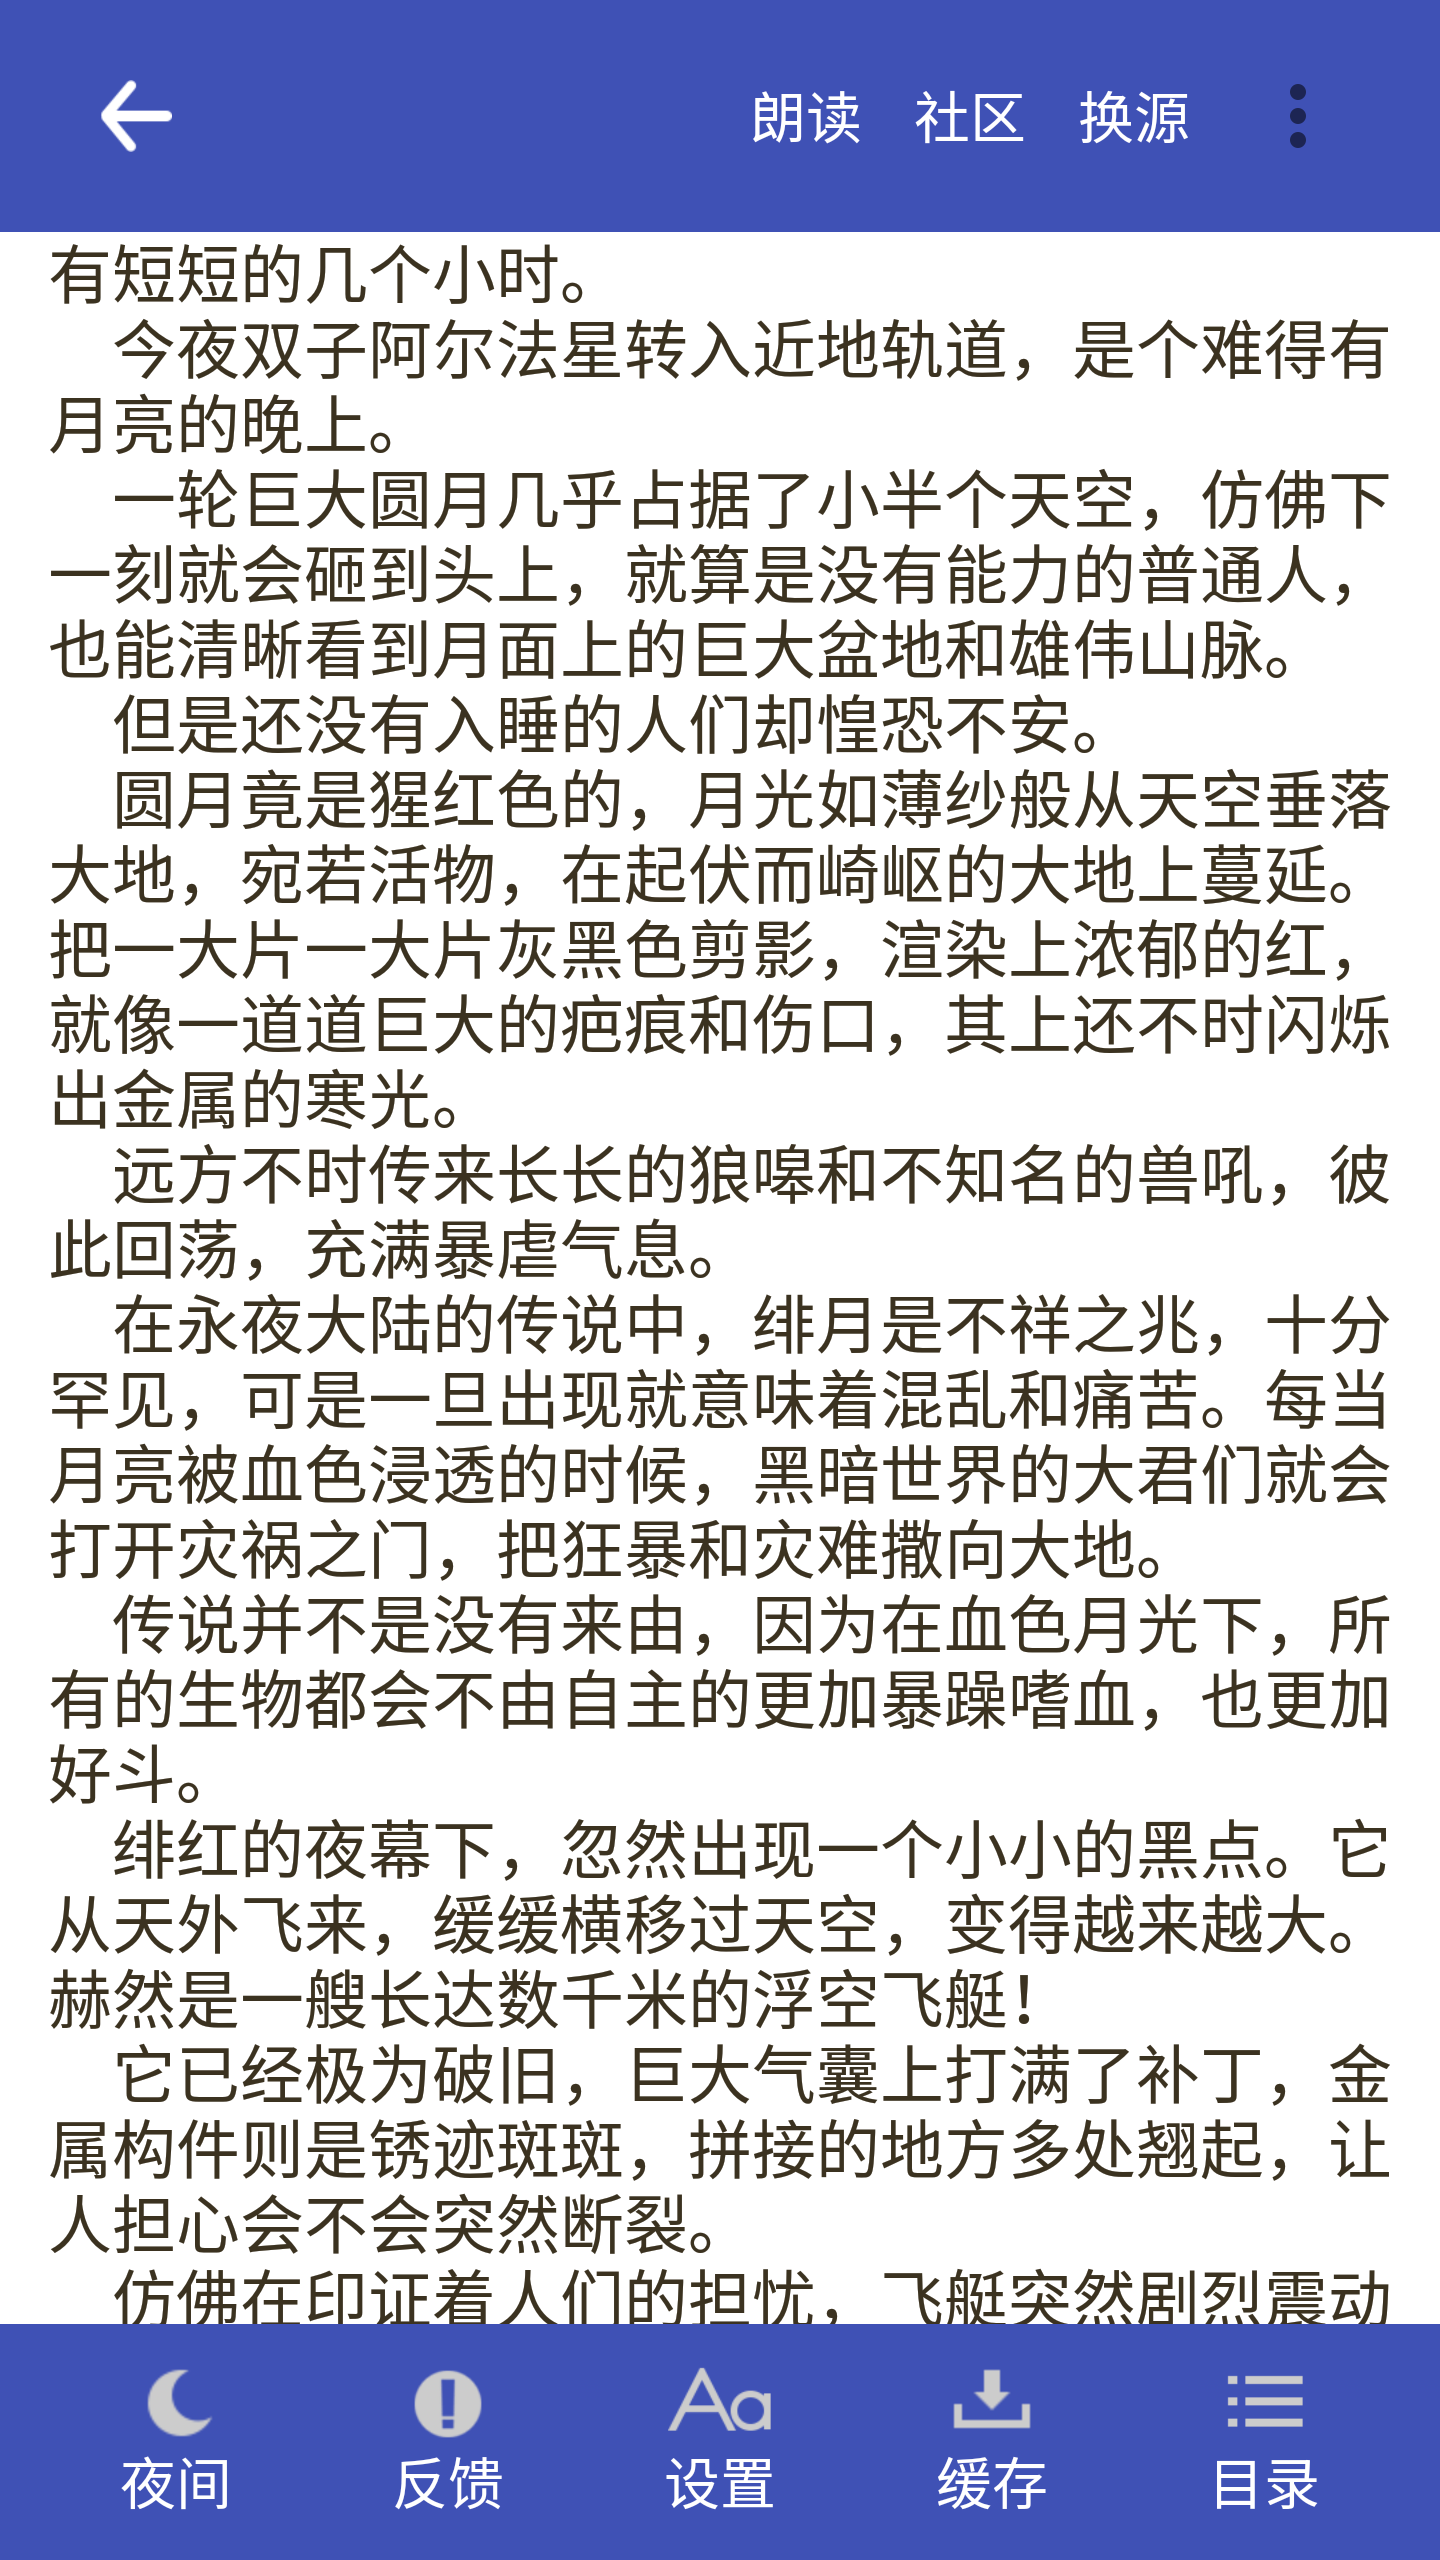 朗读 社区 换源
有短短的几个小时。
今夜双子阿尔法星转入近地轨道，是个难得有
月亮的晚上。
一轮巨大圆月几乎占据了小半个天空，仿佛下
一刻就会砸到头上，就算是没有能力的普通人，
也能清晰看到月面上的巨大盆地和雄伟山脉。
但是还没有入睡的人们却惶恐不安。
圆月竟是猩红色的，月光如薄纱般从天空垂落
大地，宛若活物，在起伏而崎岖的大地上蔓延。
把一大片一大片灰黑色剪影，渲染上浓郁的红，
就像一道道巨大的疤痕和伤口，其上还不时闪烁
出金属的寒光。
远方不时传来长长的狼嗥和不知名的兽吼，彼
此回荡，充满暴虐气息。
在永夜大陆的传说中，绯月是不祥之兆，十分
罕见，可是一旦出现就意味着混乱和痛苦。每当
月亮被血色浸透的时候，黑暗世界的大君们就会
打开灾祸之门，把狂暴和灾难撒向大地。
传说并不是没有来由，因为在血色月光下，所
有的生物都会不由自主的更加暴躁嗜血，也更加
好斗。
绯红的夜幕下，忽然出现一个小小的黑点。它
从天外飞来，缓缓横移过天空，变得越来越大。
赫然是一艘长达数千米的浮空飞艇！
它已经极为破旧，巨大气囊上打满了补丁，金
属构件则是锈迹斑斑，拼接的地方多处翘起，让
人担心会不会突然断裂。
仿佛在印证着人们的担忧，飞艇突然剧烈震动
夜间 反馈 设置 缓存 目录